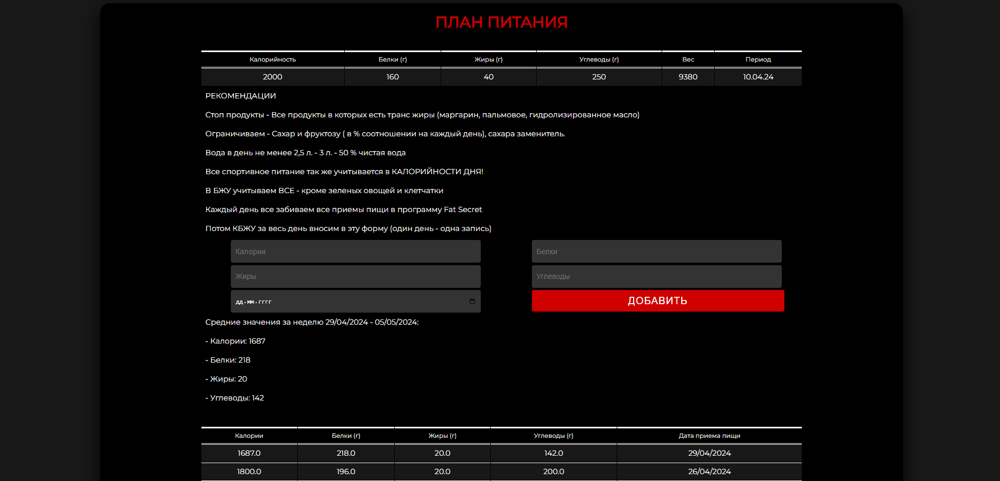 ПЛАН ПИТАНИЯ
Калорийность Белки (г) Жиры (г) Углеводы (г) Вес Период
2000 160 40 250 9380 10.04.24
РЕКОМЕНДАЦИИ
Стоп продукты - Все продукты в которых есть транс жиры (маргарин, пальмовое, гидролизированное масло)
Ограничиваем - Сахар и фруктозу ( в % соотношении на каждый день), сахара заменитель.
Вода в день не менее 2,5 л. - 3 л. - 50 % чистая вода
Все спортивное питание так же учитывается в КАЛОРИЙНОСТИ ДНЯ!
В БЖУ учитываем ВСЕ - кроме зеленых овощей и клетчатки
Каждый день все забиваем все приемы пищи в программу Fat Secret
Потом КБЖУ за весь день вносим в эту форму (один день - одна запись)
Калории Белки
Жиры Углеводы
дд.мм.гггг ДОБАВИТЬ
Средние значения за неделю 29/04/2024 - 05/05/2024:
- Калории: 1687
- Белки: 218
- Жиры: 20
- Углеводы: 142
Калории Белки (г) Жиры (г) Углеводы (г) Дата приема пищи
1687.0 218.0 20.0 142.0 29/04/2024
1800.0 196.0 20.0 200.0 26/04/2024